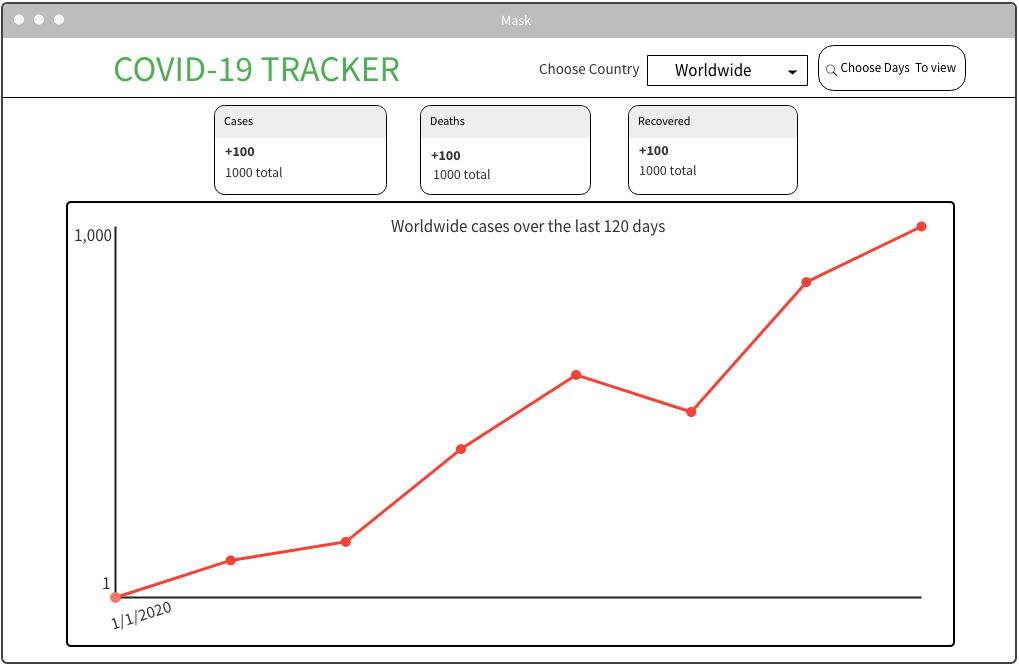 Mask
COVID-19 TRACKER
Choose Country
Worldwide
Choose Days  To view
Cases
+100
1000 total
Deaths
+100
1000 total
Recovered
+100
1000 total
Worldwide cases over the last 120 days
1,000
1
1/1/2020